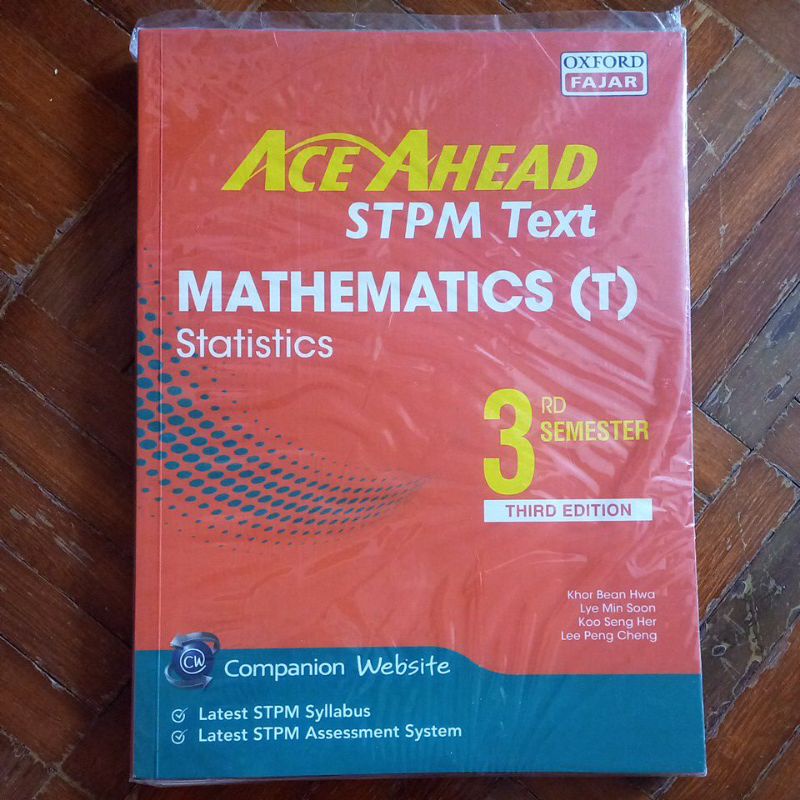 OXFORD
FAJAR
ACE AHEAD
STPM Text
MATHEMATICS (T)
Statistics
3RD
SEMESTER
THIRD EDITION
Khor Bean Hwa
Lye Min Soon
Koo Seng Her
Lee Peng Cheng
CW
Companion Website
Latest STPM Syllabus
Latest STPM Assessment System